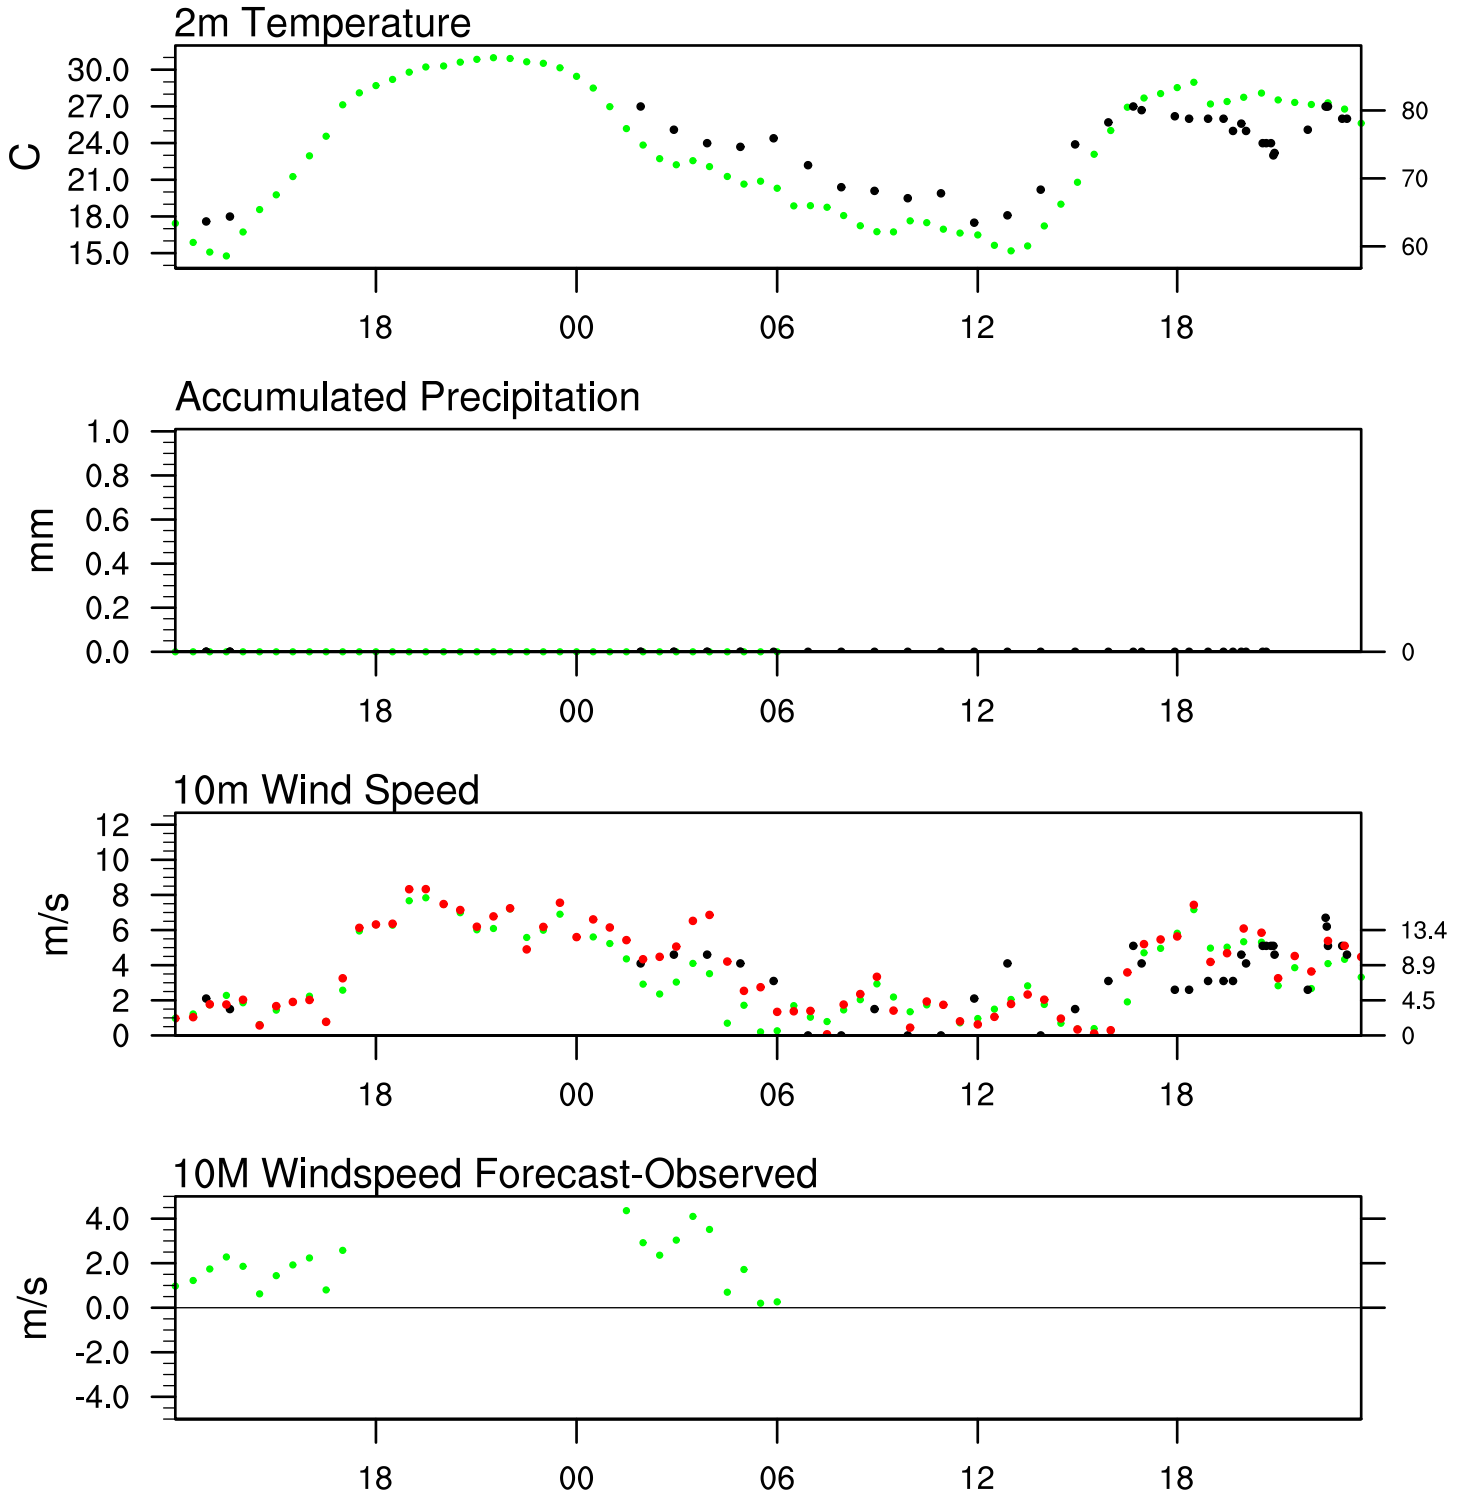 2m Temperature
30.0
27.0
24.0
21.0
18.0
15.0
C
80
70
60
18 00 06 12 18
Accumulated Precipitation
1.0
0.8
0.6
0.4
0.2
0.0
mm
0
18 00 06 12 18
10m Wind Speed
12
10
8
6
4
2
0
m/s
13.4
8.9
4.5
0
18 00 06 12 18
10M Windspeed Forecast-Observed
4.0
2.0
0.0
-2.0
-4.0
m/s
18 00 06 12 18